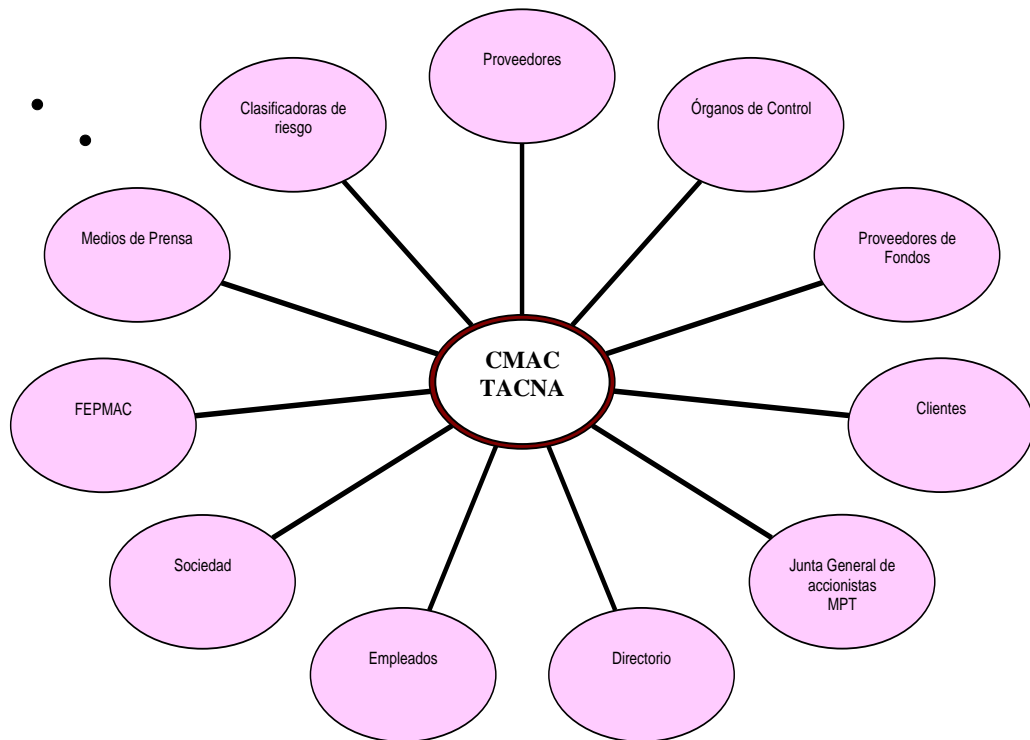 Proveedores
Clasificadoras de
riesgo
Órganos de Control
Medios de Prensa
Proveedores de
Fondos
CMAC
TACNA
FEPMAC
Clientes
Sociedad
Junta General de
accionistas
MPT
Empleados
Directorio